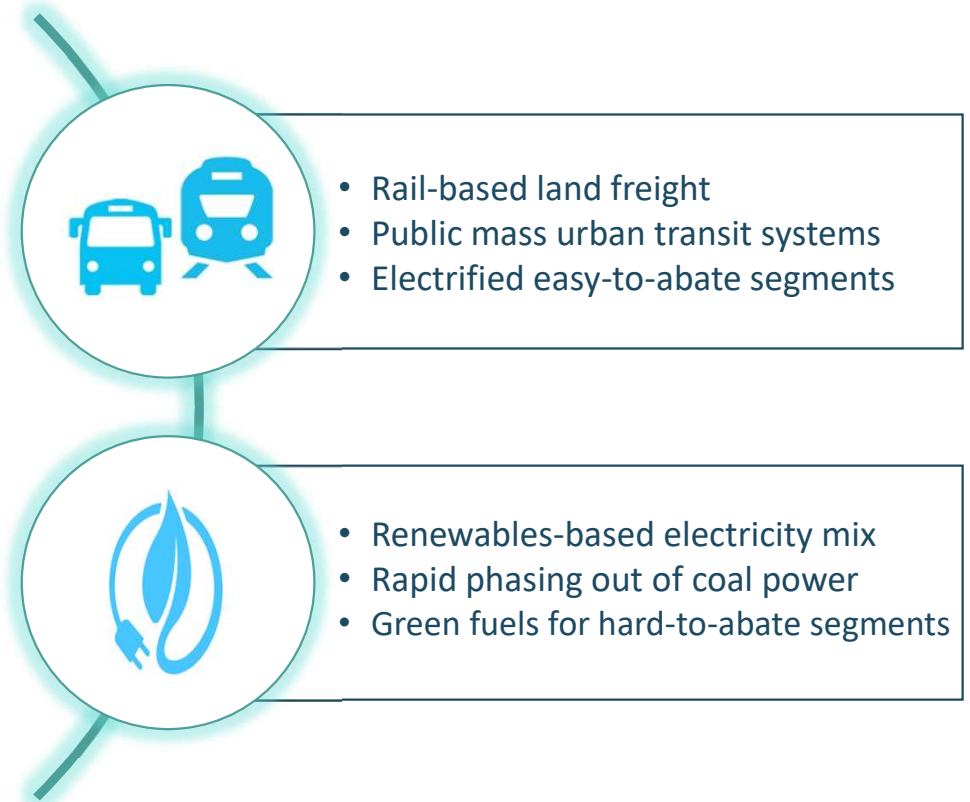 • Rail-based land freight
• Public mass urban transit systems
• Electrified easy-to-abate segments
• Renewables-based electricity mix
• Rapid phasing out of coal power
• Green fuels for hard-to-abate segments